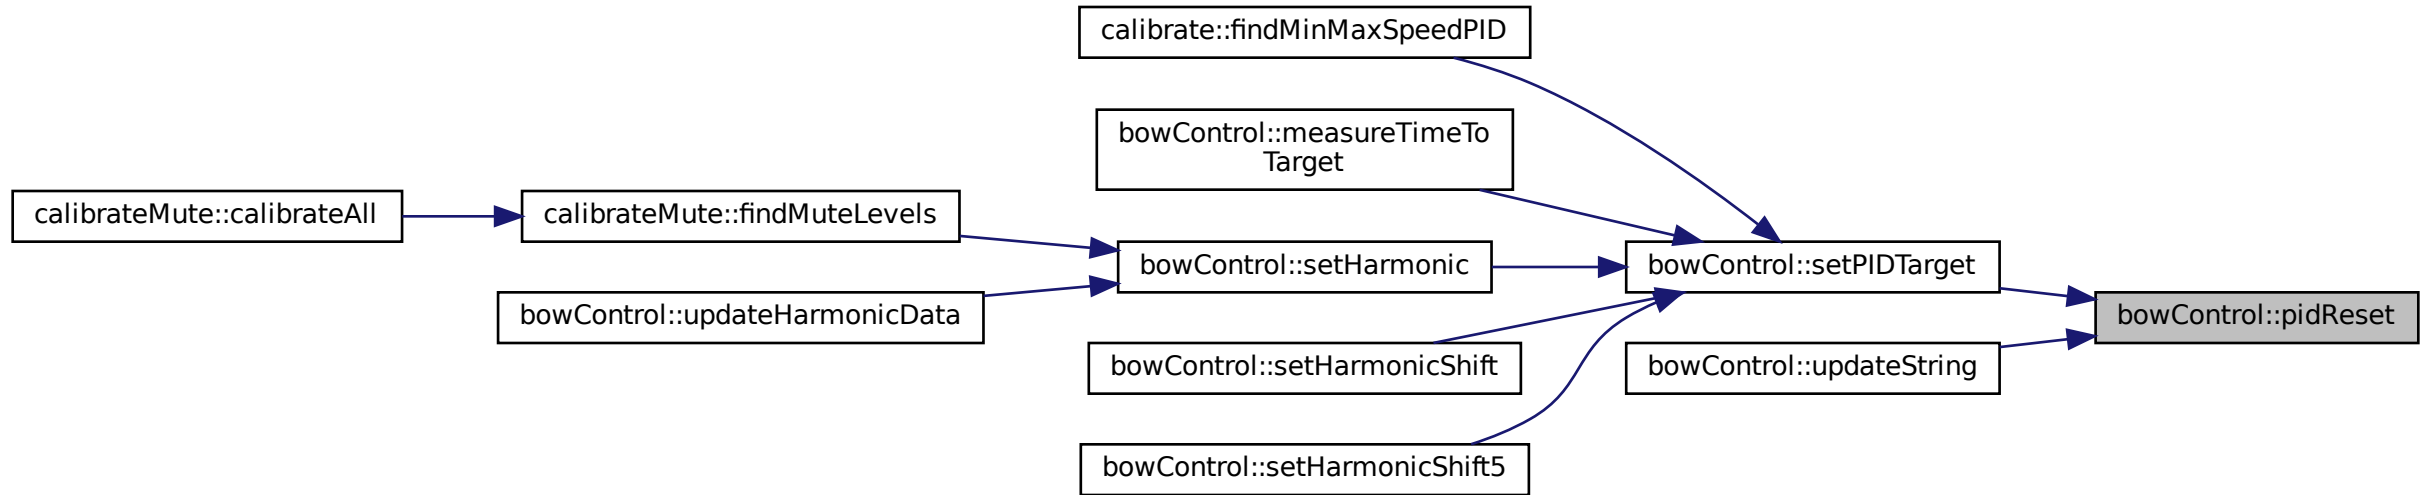 calibrate::findMinMaxSpeedPID
bowControl::measureTimeTo
Target
calibrateMute::calibrateAll
calibrateMute::findMuteLevels
bowControl::setHarmonic
bowControl::setPIDTarget
bowControl::updateHarmonicData
bowControl::pidReset
bowControl::setHarmonicShift
bowControl::updateString
bowControl::setHarmonicShift5